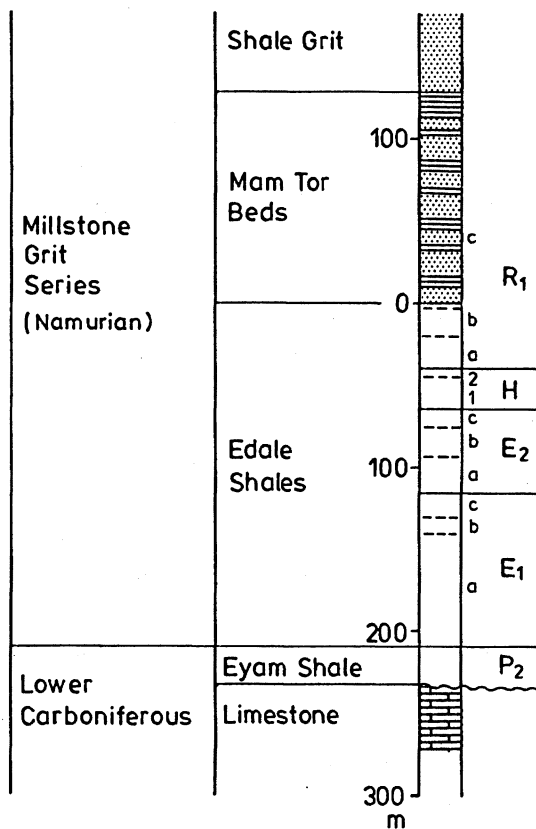 Shale Grit
100
Mam Tor
Beds
c
Millstone
Grit
Series
(Namurian)
R1
0
b
a
2
1
H
c
b
a
E2
Edale
Shales
100
c
b
a
E1
200
Eyam Shale
P2
Lower
Carboniferous
Limestone
300
m